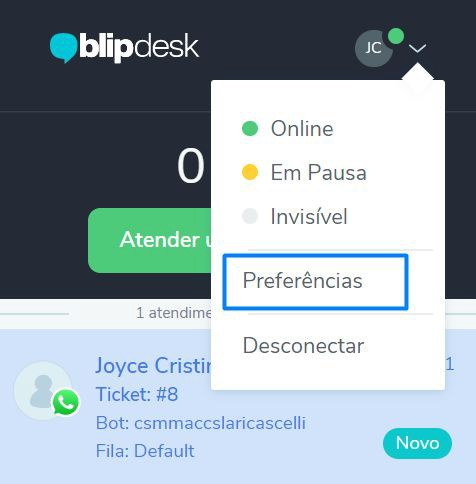 blipdesk
JC
Online
0
Em Pausa
Invisível
Atender
Preferências
1 atendime
Desconectar
Joyce Cristin
1
Ticket: #8
Bot: csmmaccslaricascelli
Fila: Default
Novo